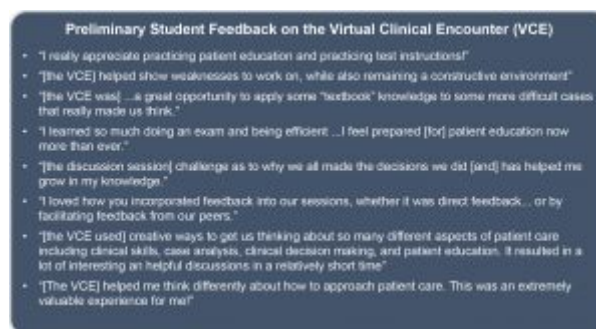 Preliminary Student Feedback on the Virtual Clinical Encounter (VCE)
• "I really appreciate practicing patient education and practicing test instructions!"
• "[the VCE] helped show weaknesses to work on, while also remaining a constructive environment"
• "[the VCE was] ...a great opportunity to apply some "textbook" knowledge to some more difficult cases
that really made us think."
• "I learned so much doing an exam and being efficient ...I feel prepared [for] patient education now
more than ever."
• "[the discussion session] challenge as to why we all made the decisions we did [and] has helped me
grow in my knowledge."
• "I loved how you incorporated feedback into our sessions, whether it was direct feedback... or by
facilitating feedback from our peers."
• "[the VCE used] creative ways to get us thinking about so many different aspects of patient care
including clinical skills, case analysis, clinical decision making, and patient education. It resulted in a
lot of interesting an helpful discussions in a relatively short time"
• "[The VCE] helped me think differently about how to approach patient care. This was an extremely
valuable experience for me!"